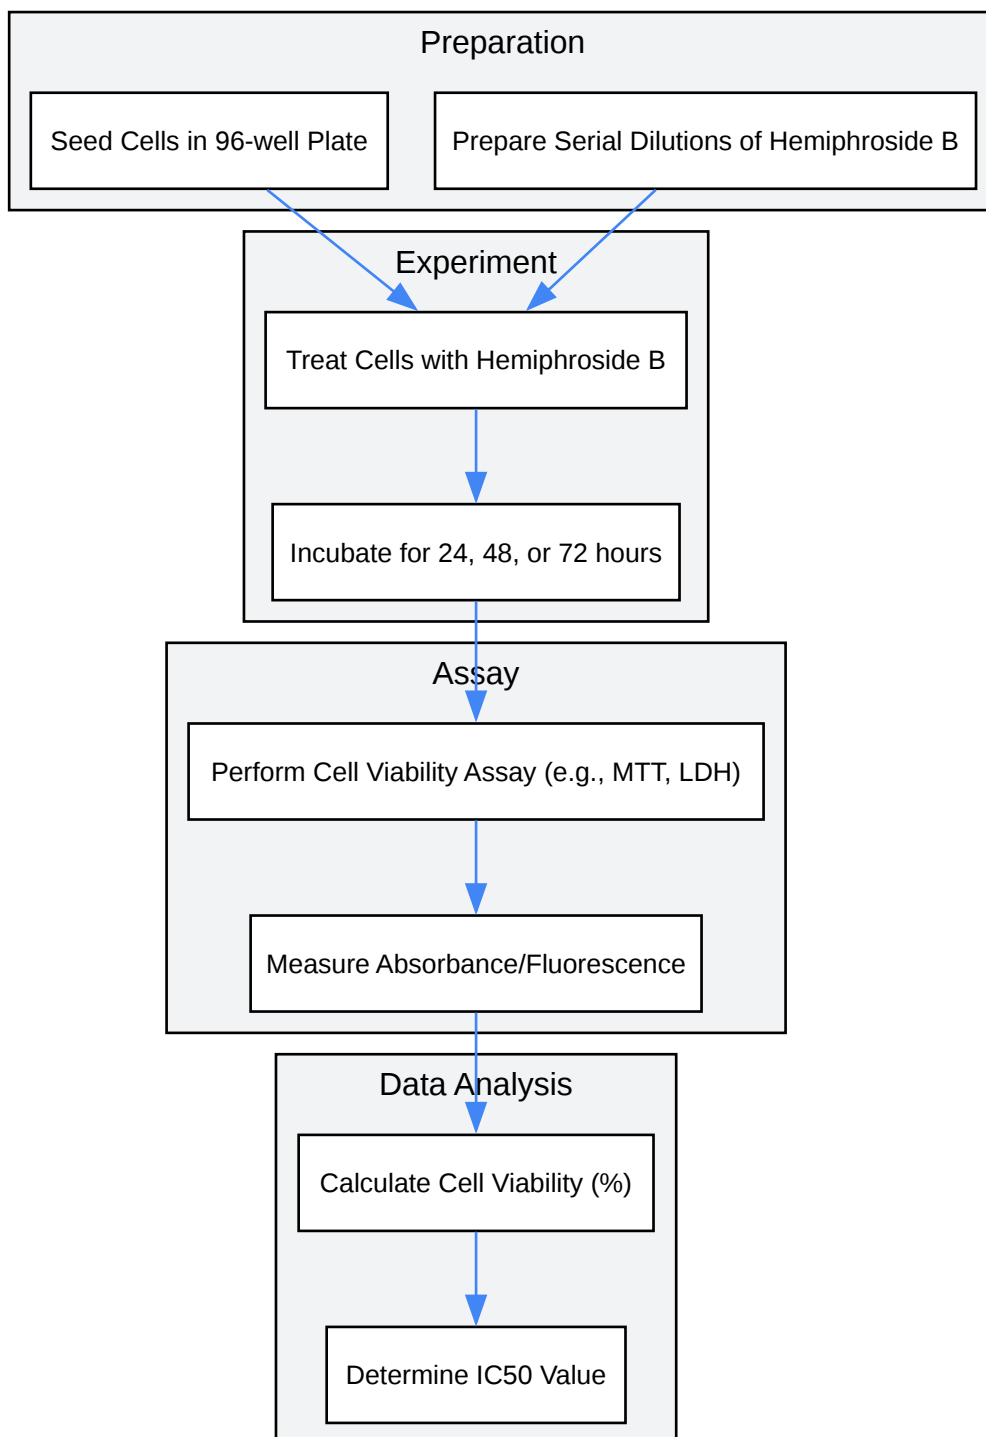 Preparation
Seed Cells in 96-well Plate
Prepare Serial Dilutions of Hemiphroside B
Experiment
Treat Cells with Hemiphroside B
Incubate for 24, 48, or 72 hours
Assay
Perform Cell Viability Assay (e.g., MTT, LDH)
Measure Absorbance/Fluorescence
Data Analysis
Calculate Cell Viability (%)
Determine IC50 Value